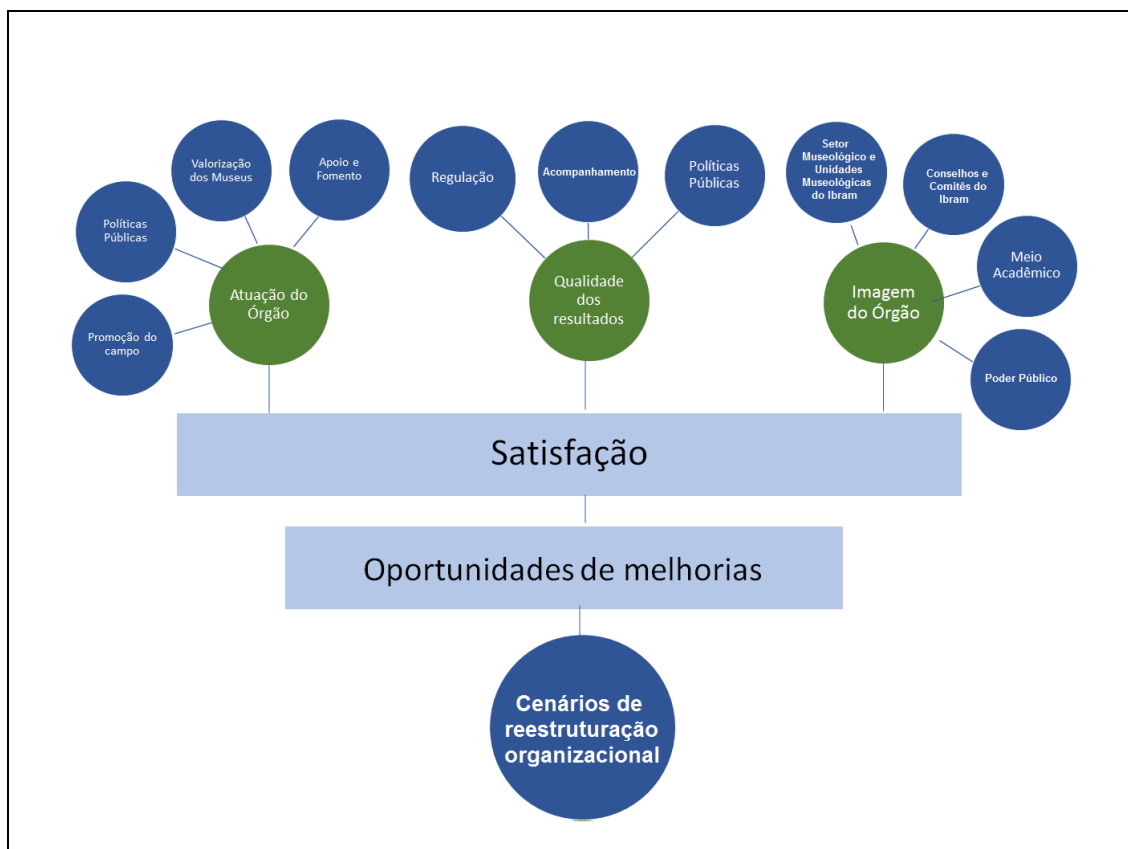 Valorização
dos Museus
Apoio e
Fomento
Políticas
Públicas
Promoção do
campo
Atuação do
Órgão
Regulação
Acompanhamento
Políticas
Públicas
Qualidade
dos
resultados
Setor
Museológico e
Unidades
Museológicas
do Ibram
Conselhos e
Comitês do
Ibram
Meio
Acadêmico
Poder Público
Imagem
do Órgão
Satisfação
Oportunidades de melhorias
Cenários de
reestruturação
organizacional